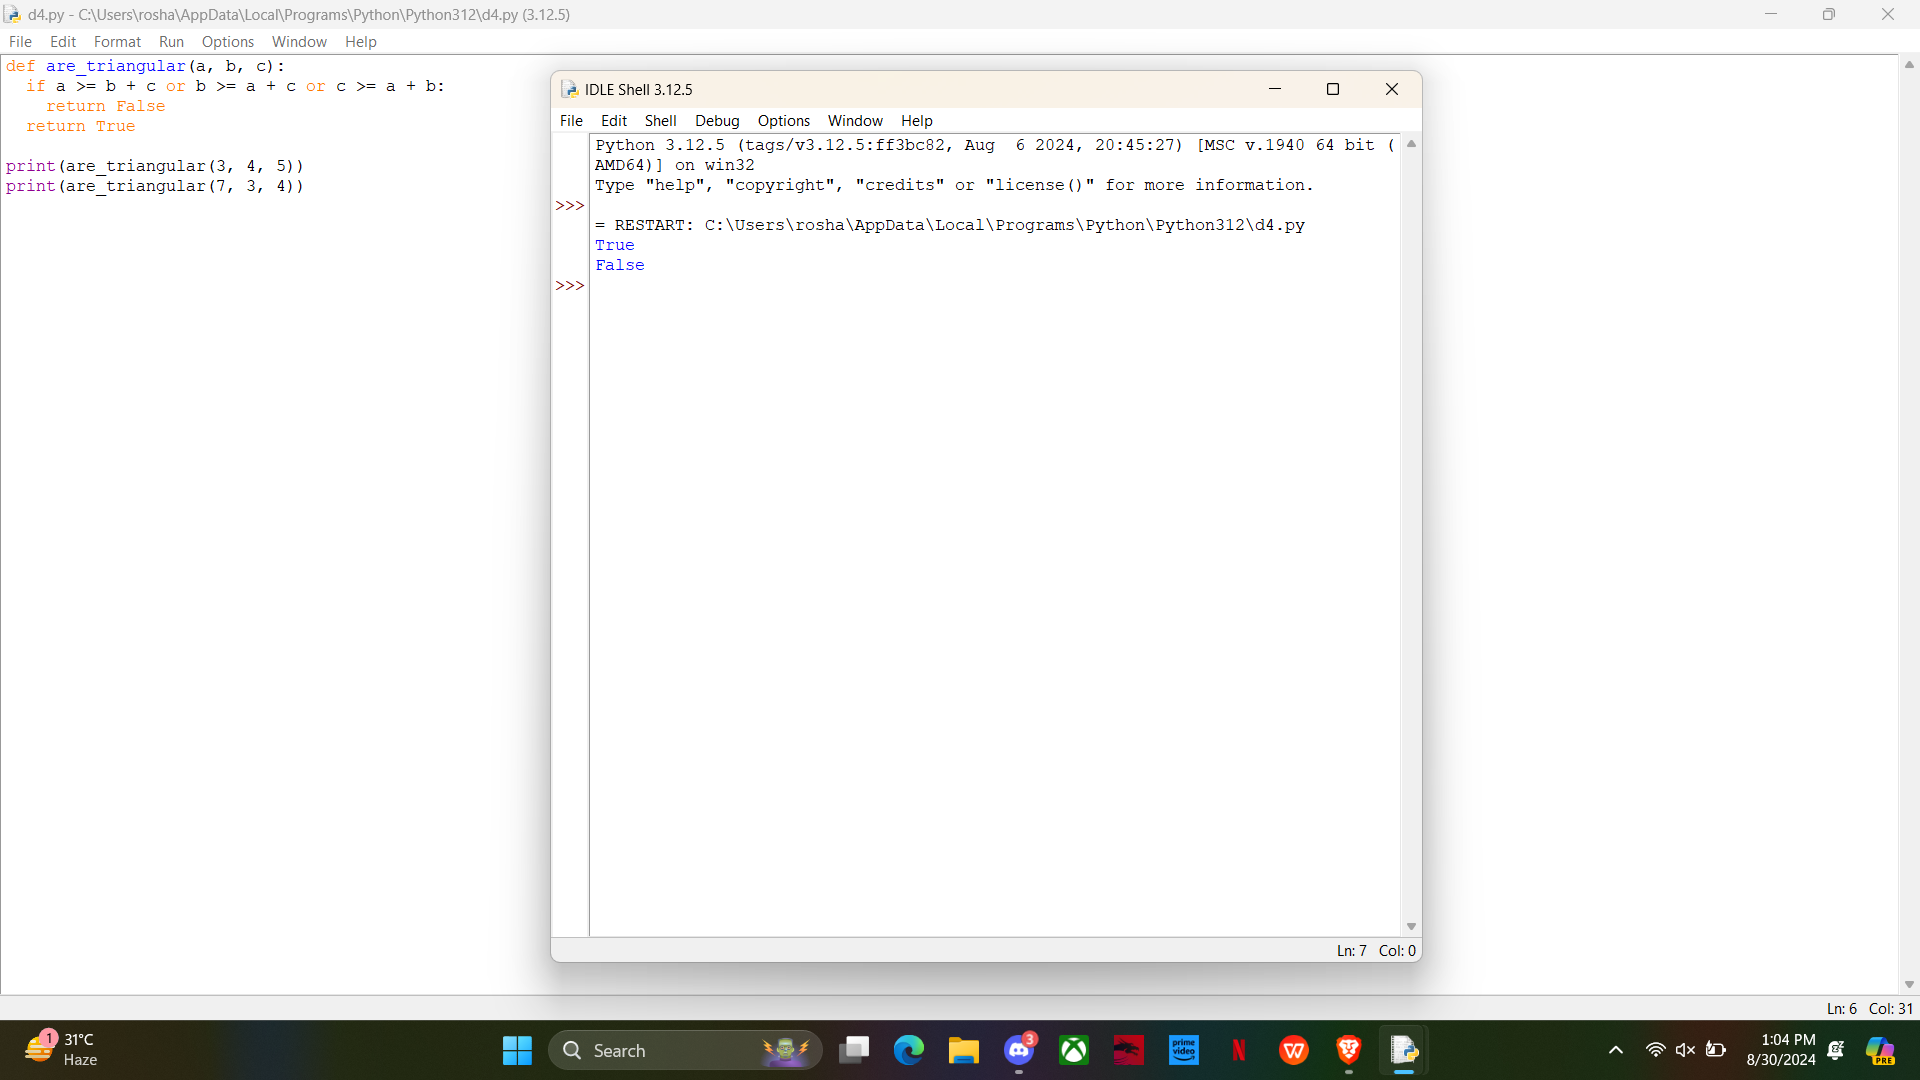 d4.py - C:\Users\rosha\AppData\Local\Programs\Python\Python312\d4.py (3.12.5)
File Edit Format Run Options Window Help
def are_triangular(a, b, c):
  if a >= b + c or b >= a + c or c >= a + b:
    return False
  return True
print(are_triangular(3, 4, 5))
print(are_triangular(7, 3, 4))
IDLE Shell 3.12.5
File Edit Shell Debug Options Window Help
Python 3.12.5 (tags/v3.12.5:ff3bc82, Aug  6 2024, 20:45:27) [MSC v.1940 64 bit (
AMD64)] on win32
Type "help", "copyright", "credits" or "license()" for more information.
>>>
= RESTART: C:\Users\rosha\AppData\Local\Programs\Python\Python312\d4.py
True
False
>>>
Ln: 7 Col: 0
Ln: 6 Col: 31
1
31°C
Haze
Search
3
prime video
N
W
1:04 PM
8/30/2024
PRE